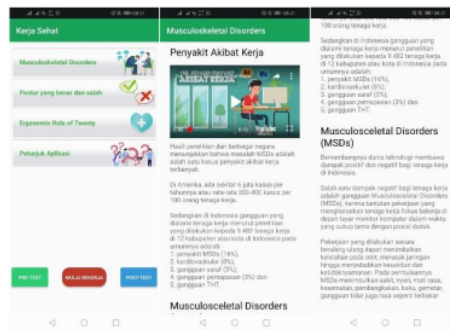 Kerja Sehat
Musculoskeletal Disorders
Postur yang benar dan salah
Ergonomic Rule of Twenty
Petunjuk Aplikasi
PRE-TEST
MULAI BEKERJA
POST-TEST
Musculoskeletal Disorders
Penyakit Akibat Kerja
AKIBAT KERJA
Hasil penelitian dari berbagai negara
menunjukkan bahwa masalah MSDs adalah
salah satu kasus penyakit akibat kerja yang
terbanyak.
Di Amerika, ada sekitar 6 juta kasus per
tahunnya atau rata-rata 300-400 kasus per
100 orang tenaga kerja.
Sedangkan di Indonesia gangguan yang
dialami tenaga kerja menurut penelitian
yang dilakukan kepada 9.482 tenaga kerja
di 12 kabupaten atau kota di Indonesia pada
umumnya adalah:
1. penyakit MSDs (16%),
2. kardiovaskuler (8%),
3. gangguan saraf (5%),
4. gangguan pernapasan (3%) dan
5. gangguan THT.
Musculosceletal Disorders
100 orang tenaga kerja.
Sedangkan di Indonesia gangguan yang
dialami tenaga kerja menurut penelitian
yang dilakukan kepada 9.482 tenaga kerja
di 12 kabupaten atau kota di Indonesia pada
umumnya adalah:
1. penyakit MSDs (16%),
2. kardiovaskuler (8%),
3. gangguan saraf (5%),
4. gangguan pernapasan (3%) dan
5. gangguan THT.
Musculosceletal Disorders
(MSDs)
Berkembangnya dunia teknologi membawa
dampak positif dan negatif bagi tenaga kerja
di Indonesia.
Salah satu dampak negatif bagi tenaga kerja
adalah gangguan Musculosceletal Disorders
(MSDs), karena tuntutan pekerjaan yang
mengharuskan tenaga kerja fokus bekerja di
depan layar monitor komputer dalam waktu
yang cukup lama dengan posisi duduk.
Pekerjaan yang dilakukan secara
berulang-ulang dapat menimbulkan
kelelahan pada otot, merusak jaringan
hingga menyebabkan kesakitan dan
ketidaknyamanan. Pada permulaannya
MSDs menimbulkan sakit, nyeri, mati rasa,
kesemutan, pembengkakan, kaku, gemetar,
gangguan tidur juga rasa seperti terbakar.